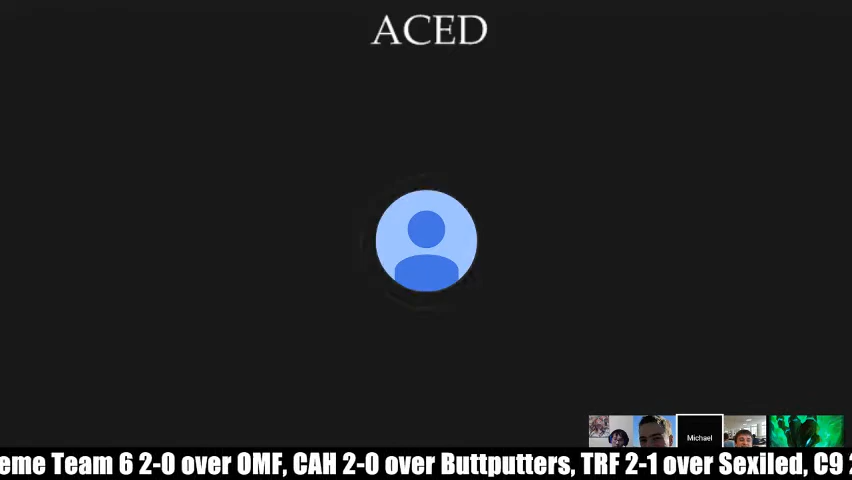 ACED
Michael
eme Team 6 2-0 over OMF, CAH 2-0 over Buttputters, TRF 2-1 over Sexiled, C9 2